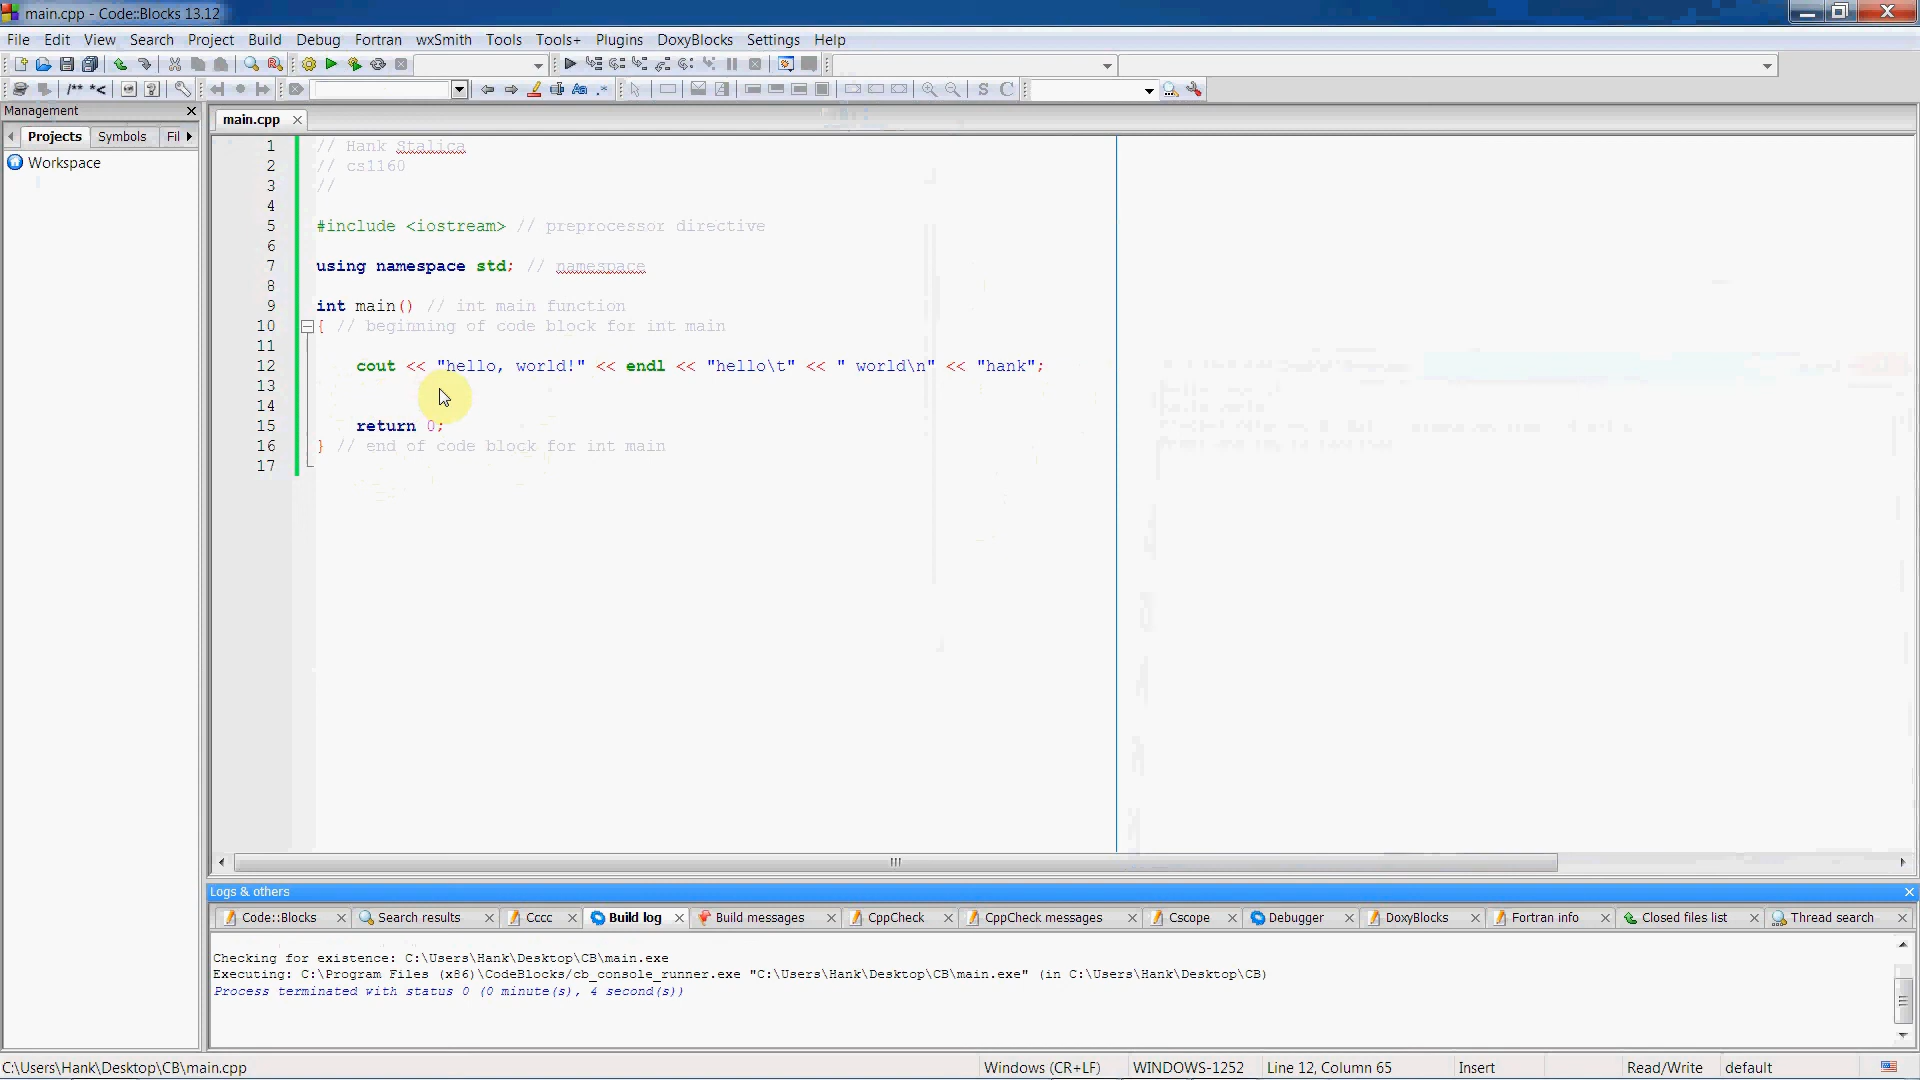 main.cpp - Code::Blocks 13.12
File Edit View Search Project Build Debug Fortran wxSmith Tools Tools+ Plugins DoxyBlocks Settings Help
/** *<
S C
Management
main.cpp
Projects Symbols Fil
Workspace
1 // Hank Stalica
2 // cs1160
3 //
4
5 #include <iostream> // preprocessor directive
6
7 using namespace std; // namespace
8
9 int main() // int main function
10 { // beginning of code block for int main
11
12 cout << "hello, world!" << endl << "hello\t" << " world\n" << "hank";
13
14
15 return 0;
16 } // end of code block for int main
17
Logs & others
Code::Blocks Search results Cccc Build log Build messages CppCheck CppCheck messages Cscope Debugger DoxyBlocks Fortran info Closed files list Thread search
Checking for existence: C:\Users\Hank\Desktop\CB\main.exe
Executing: C:\Program Files (x86)\CodeBlocks/cb_console_runner.exe "C:\Users\Hank\Desktop\CB\main.exe" (in C:\Users\Hank\Desktop\CB)
Process terminated with status 0 (0 minute(s), 4 second(s))
C:\Users\Hank\Desktop\CB\main.cpp Windows (CR+LF) WINDOWS-1252 Line 12, Column 65 Insert Read/Write default